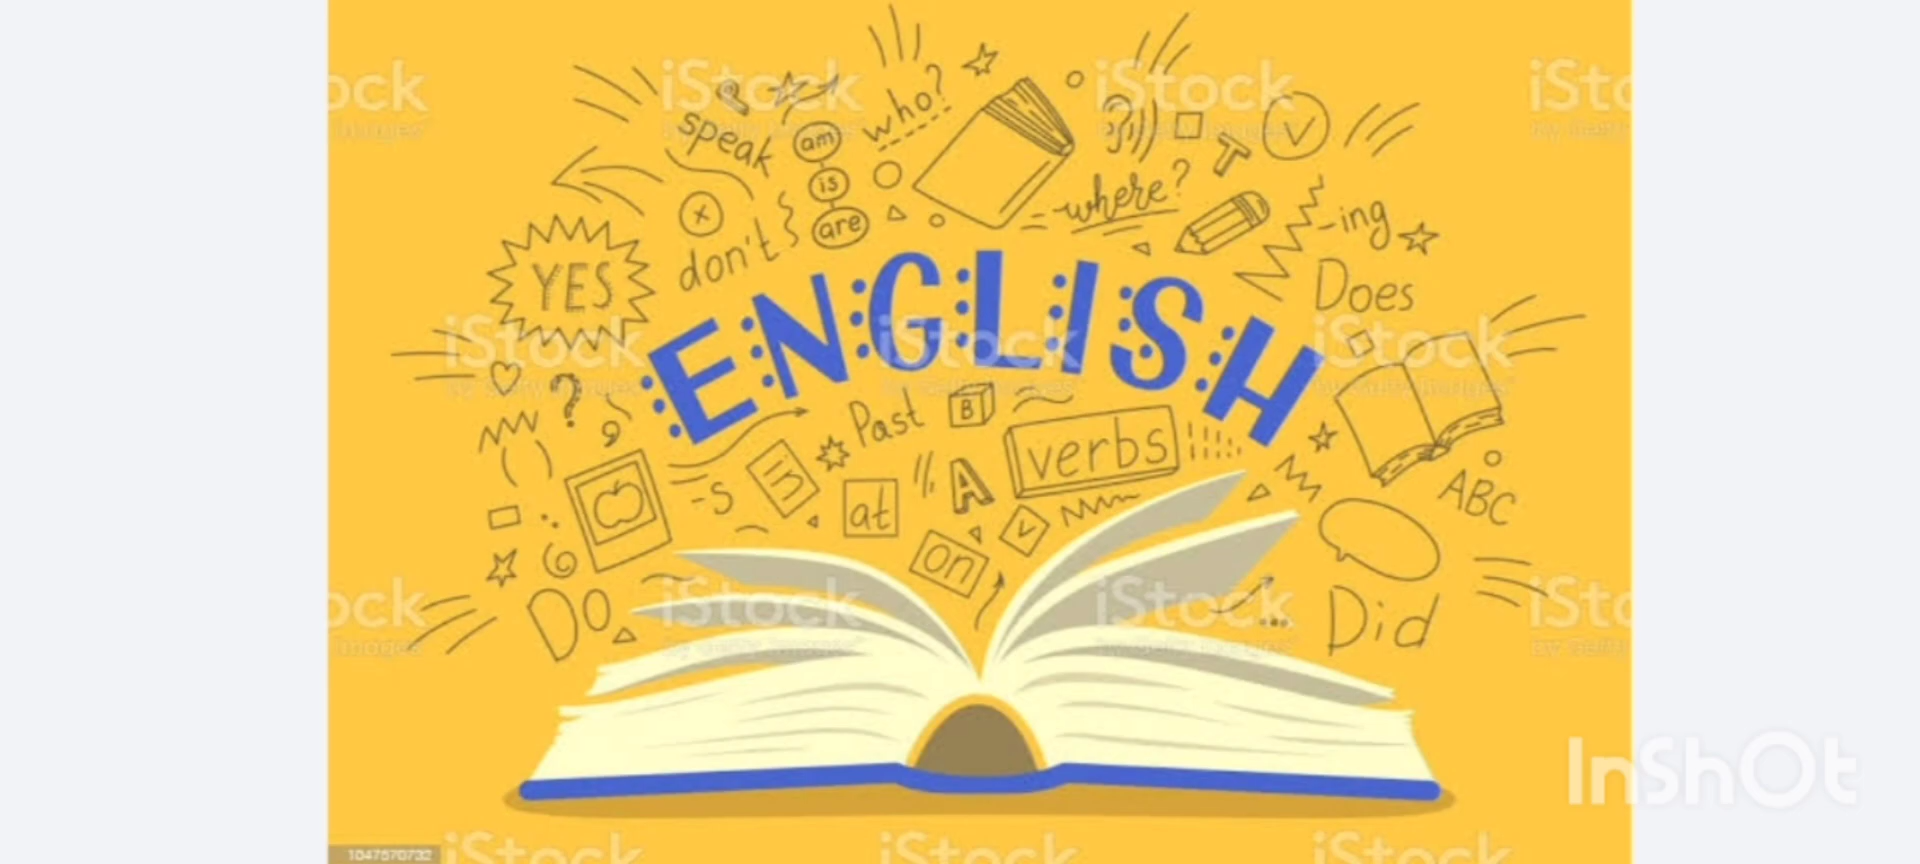 iStock
who?
speak
am
is
are
where?
T
-ing
don't
YES
Does
ENGLISH
?
Past
B
verbs
in
-s
at
A
ABC
on
Do
Did
InShOt
1047570732